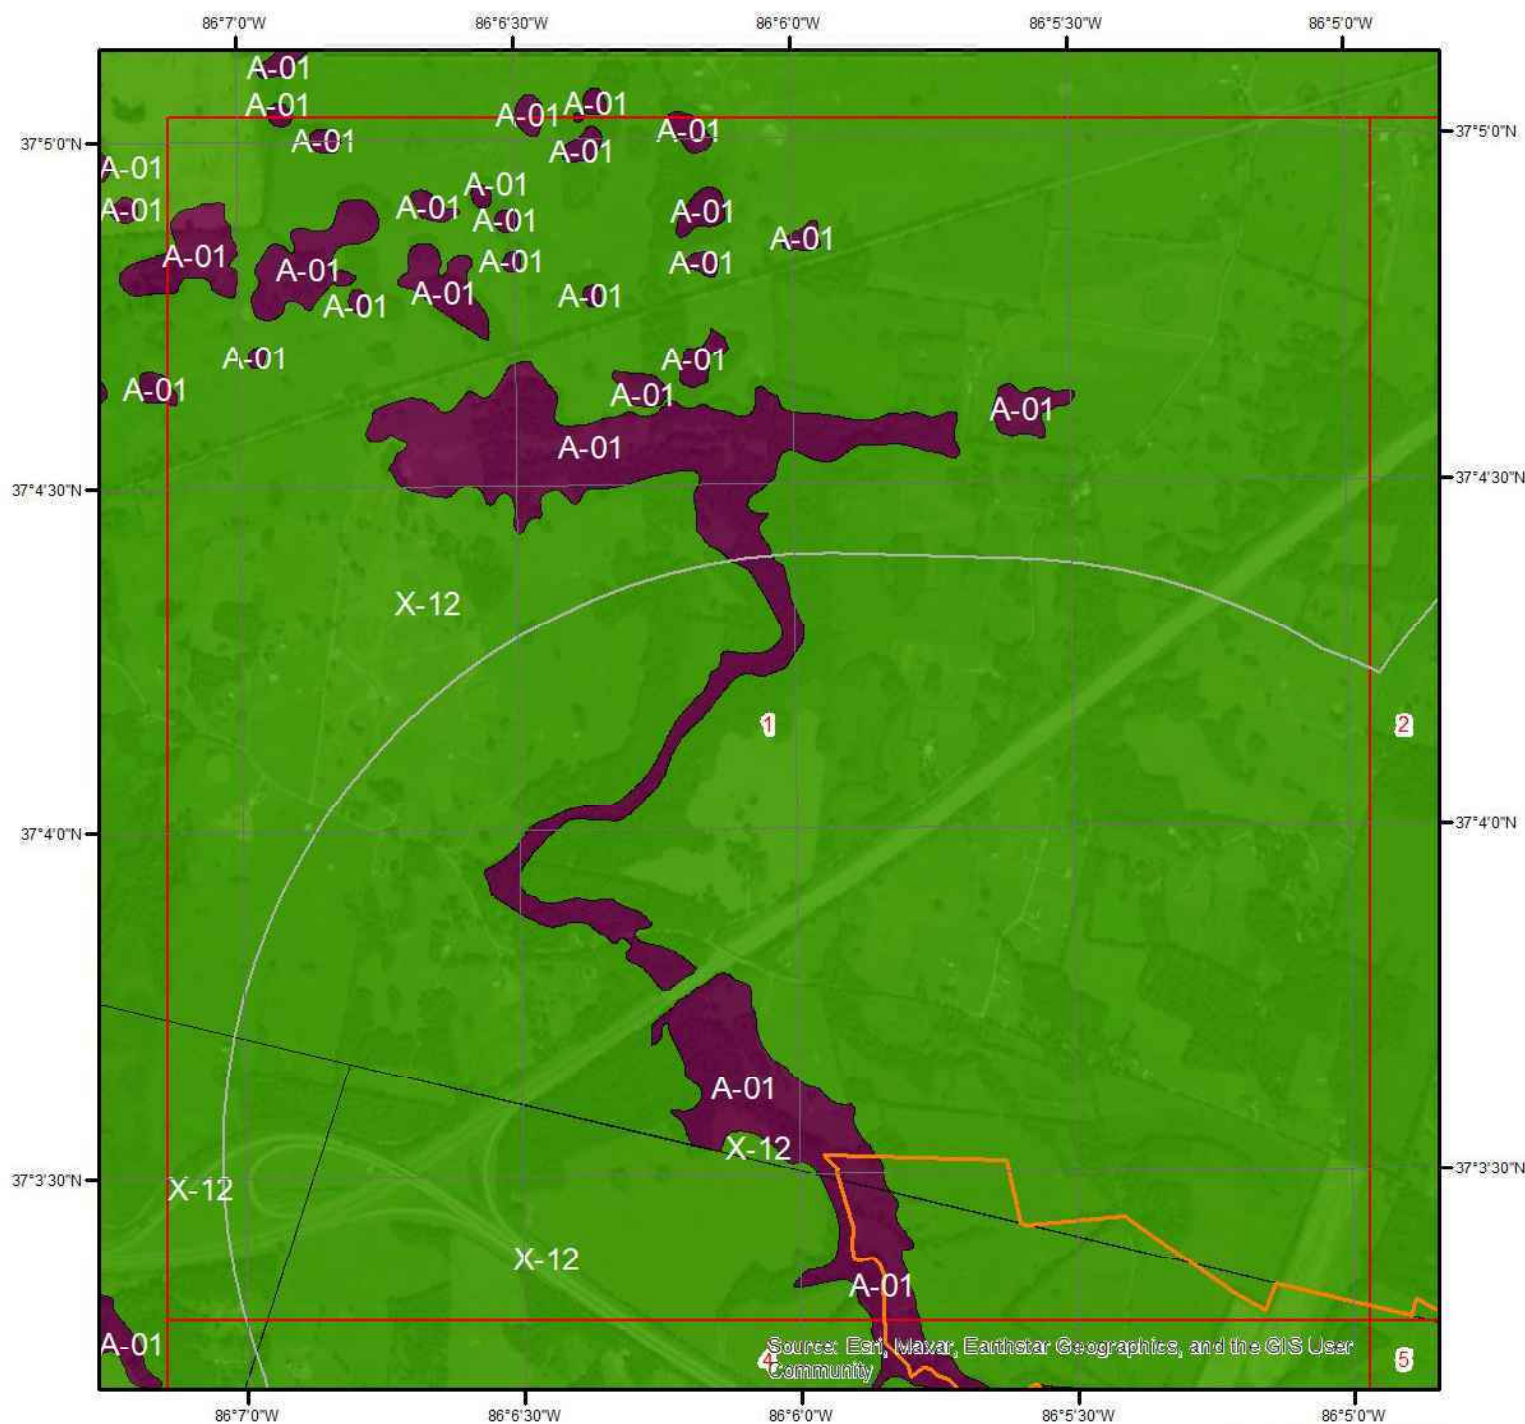 86°7'0"W 86°6'30"W 86°6'0"W 86°5'30"W 86°5'0"W
A-01
A-01 A-01 A-01
37°5'0"N A-01 A-01 A-01 37°5'0"N
A-01 A-01
A-01 A-01 A-01 A-01 A-01
A-01 A-01
A-01 A-01 A-01 A-01
A-01 A-01 A-01 A-01
A-01 A-01
A-01 A-01 A-01
A-01
37°4'30"N 37°4'30"N
X-12
1 2
37°4'0"N 37°4'0"N
A-01
X-12
37°3'30"N X-12 37°3'30"N
X-12
A-01
A-01
Source: Esri, Maxar, Earthstar Geographics, and the GIS User
4 Community 5
86°7'0"W 86°6'30"W 86°6'0"W 86°5'30"W 86°5'0"W